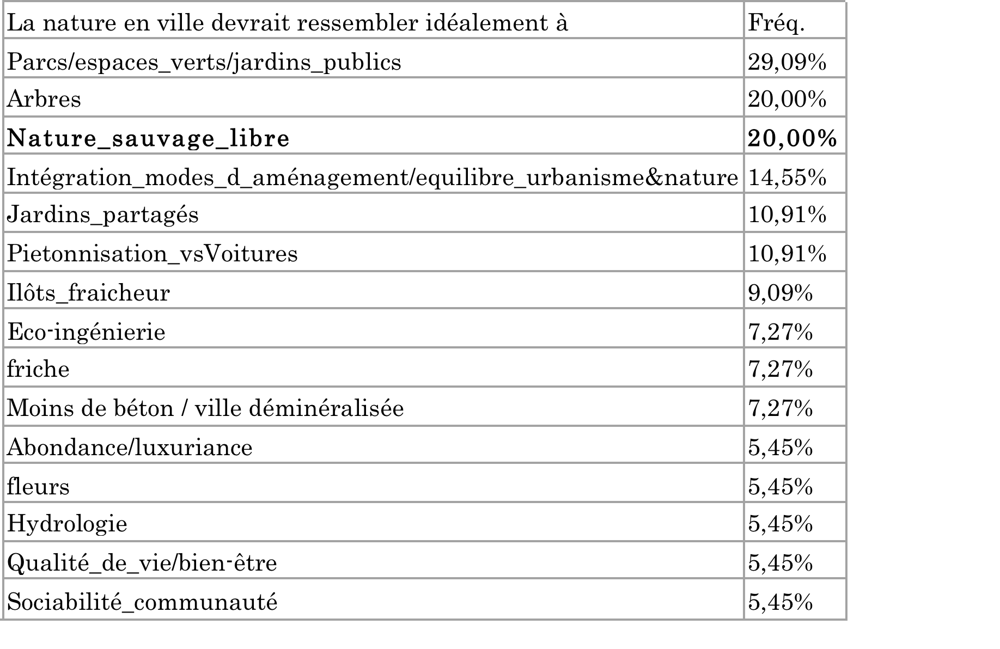 La nature en ville devrait ressembler idéalement à Fréq.
Parcs/espaces_verts/jardins_publics 29,09%
Arbres 20,00%
Nature_sauvage_libre 20,00%
Intégration_modes_d_aménagement/equilibre_urbanisme&nature 14,55%
Jardins_partagés 10,91%
Pietonnisation_vsVoitures 10,91%
Ilôts_fraicheur 9,09%
Eco-ingénierie 7,27%
friche 7,27%
Moins de béton / ville déminéralisée 7,27%
Abondance/luxuriance 5,45%
fleurs 5,45%
Hydrologie 5,45%
Qualité_de_vie/bien-être 5,45%
Sociabilité_communauté 5,45%